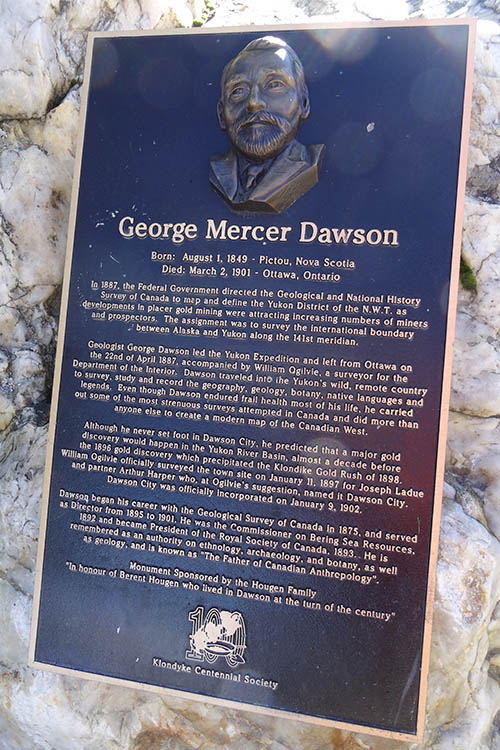 George Mercer Dawson
Born: August 1, 1849 - Pictou, Nova Scotia
Died: March 2, 1901 - Ottawa, Ontario
In 1887, the Federal Government directed the Geological and National History
Survey of Canada to map and define the Yukon District of the N.W.T. as
developments in placer gold mining were attracting increasing numbers of miners
and prospectors. The assignment was to survey the international boundary
between Alaska and Yukon along the 141st meridian.
Geologist George Dawson led the Yukon Expedition and left from Ottawa on
the 22nd of April 1887, accompanied by William Ogilvie, a surveyor for the
Department of the Interior. Dawson traveled into the Yukon's wild, remote country
to survey, study and record the geography, geology, botany, native languages and
legends. Even though Dawson endured frail health most of his life, he carried
out some of the most strenuous surveys attempted in Canada and did more than
anyone else to create a modern map of the Canadian West.
Although he never set foot in Dawson City, he predicted that a major gold
discovery would happen in the Yukon River Basin, almost a decade before
the 1896 gold discovery which precipitated the Klondike Gold Rush of 1898.
William Ogilvie officially surveyed the town site on January 11, 1897 for Joseph Ladue
and partner Arthur Harper who, at Ogilvie's suggestion, named it Dawson City.
Dawson City was officially incorporated on January 9, 1902.
Dawson began his career with the Geological Survey of Canada in 1875, and served
as Director from 1895 to 1901. He was the Commissioner on Bering Sea Resources,
1892 and became President of the Royal Society of Canada, 1893. He is
remembered as an authority on ethnology, archaeology, and botany, as well
as geology, and is known as "The Father of Canadian Anthropology".
Monument Sponsored by the Hougen Family
"In honour of Berent Hougen who lived in Dawson at the turn of the century"
100
Klondyke Centennial Society